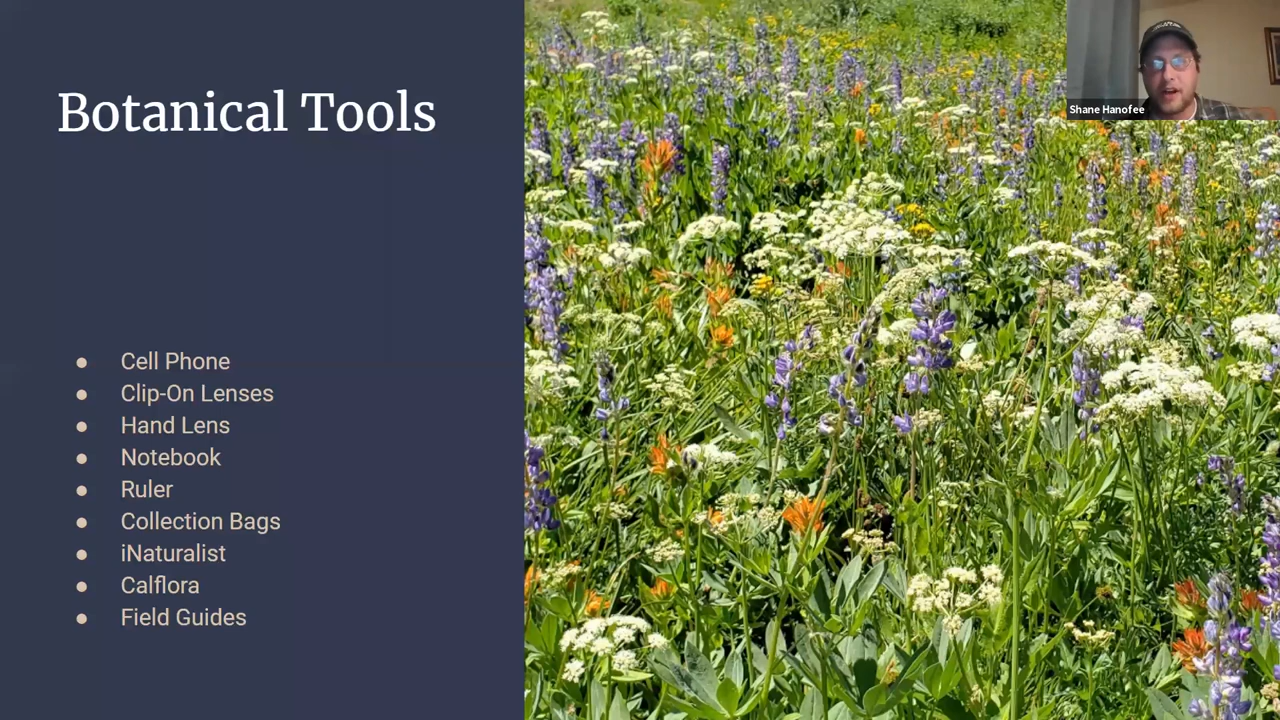 Botanical Tools
Shane Hanofee
● Cell Phone
● Clip-On Lenses
● Hand Lens
● Notebook
● Ruler
● Collection Bags
● iNaturalist
● Calflora
● Field Guides